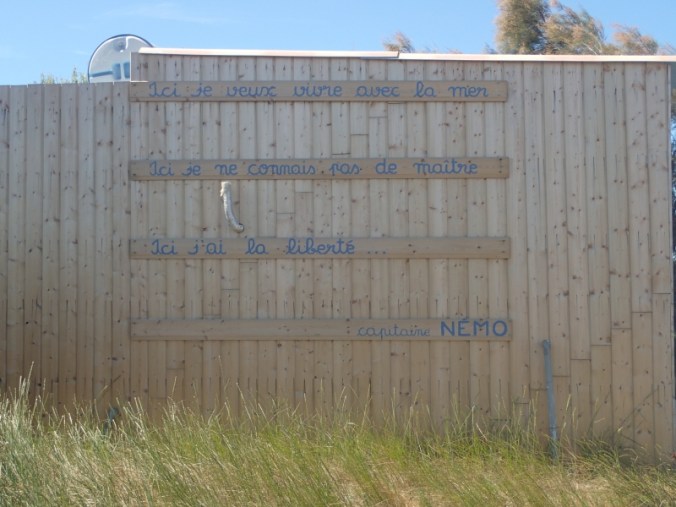 Ici je veux vivre avec la mer
Ici je ne connais pas de maître
Ici j'ai la liberté ...
capitaine NÉMO